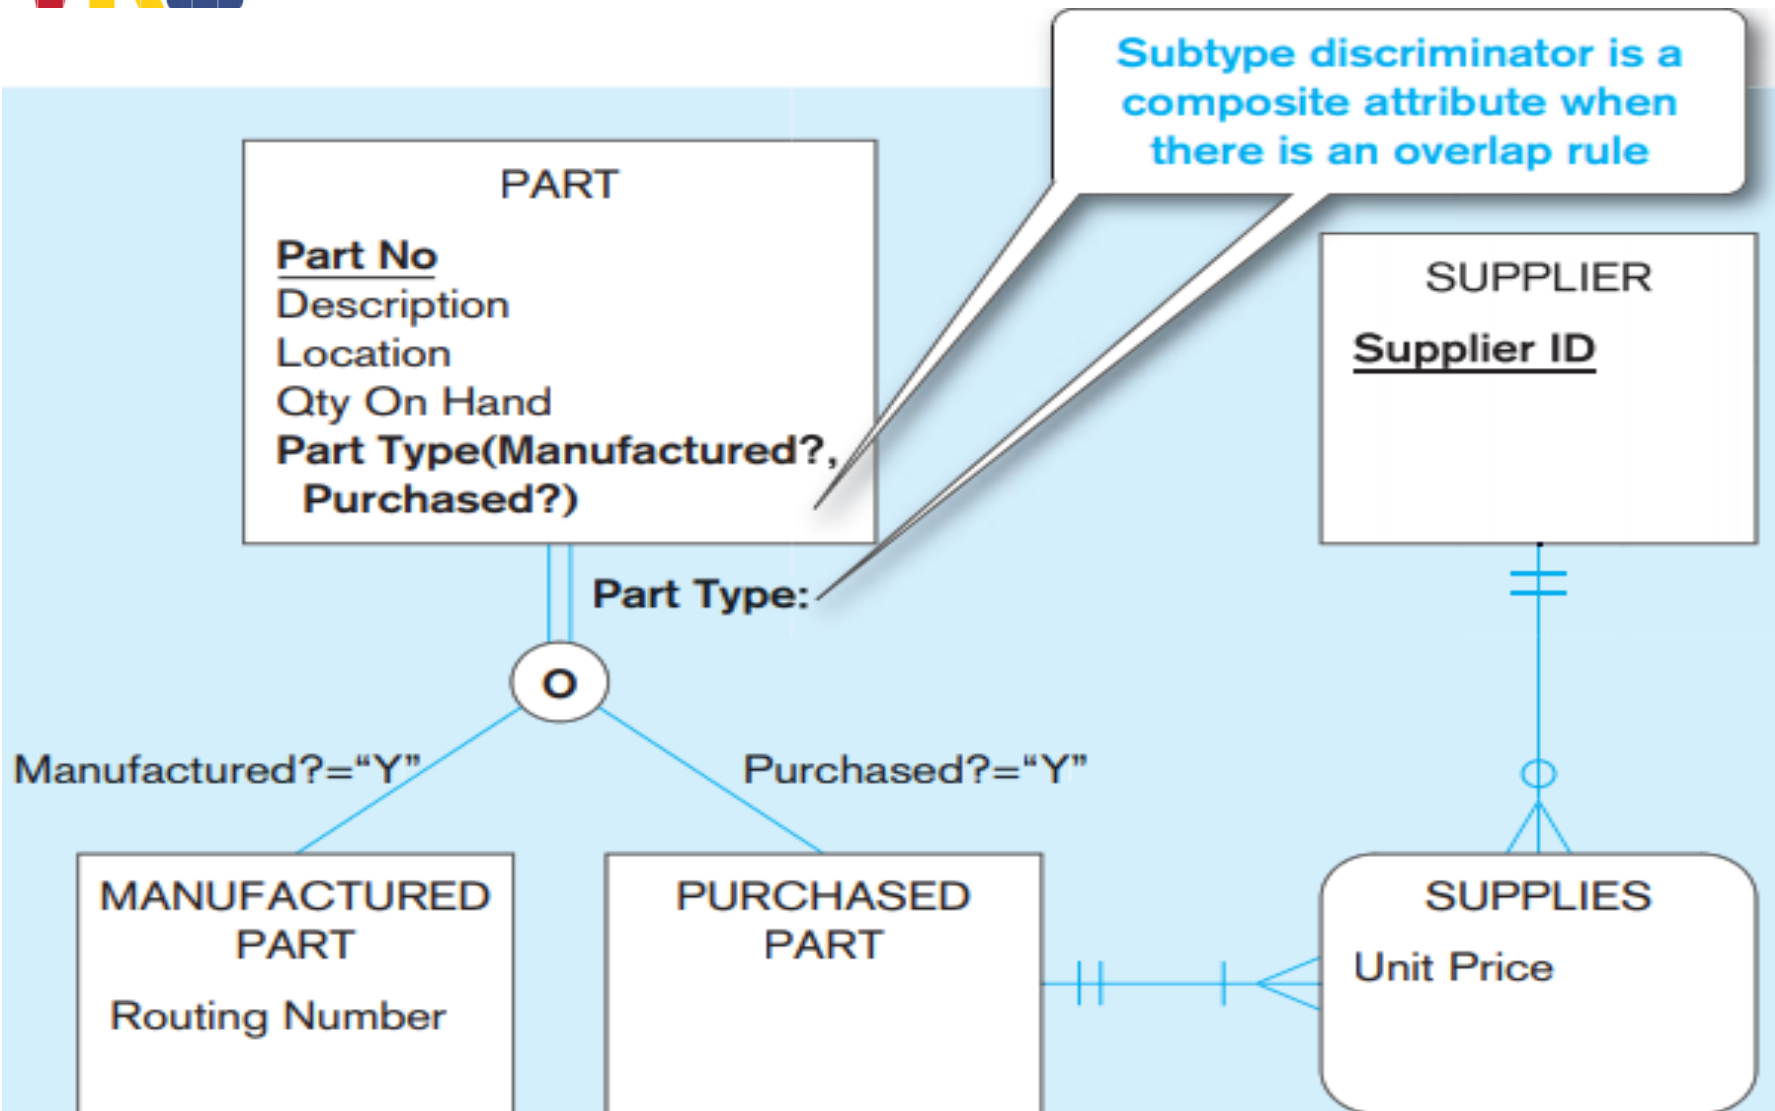 Subtype discriminator is a
composite attribute when
there is an overlap rule
PART
Part No
Description
Location
Qty On Hand
Part Type(Manufactured?,
Purchased?)
SUPPLIER
Supplier ID
Part Type:
O
Manufactured?=“Y”
Purchased?=“Y”
MANUFACTURED
PART
Routing Number
PURCHASED
PART
SUPPLIES
Unit Price